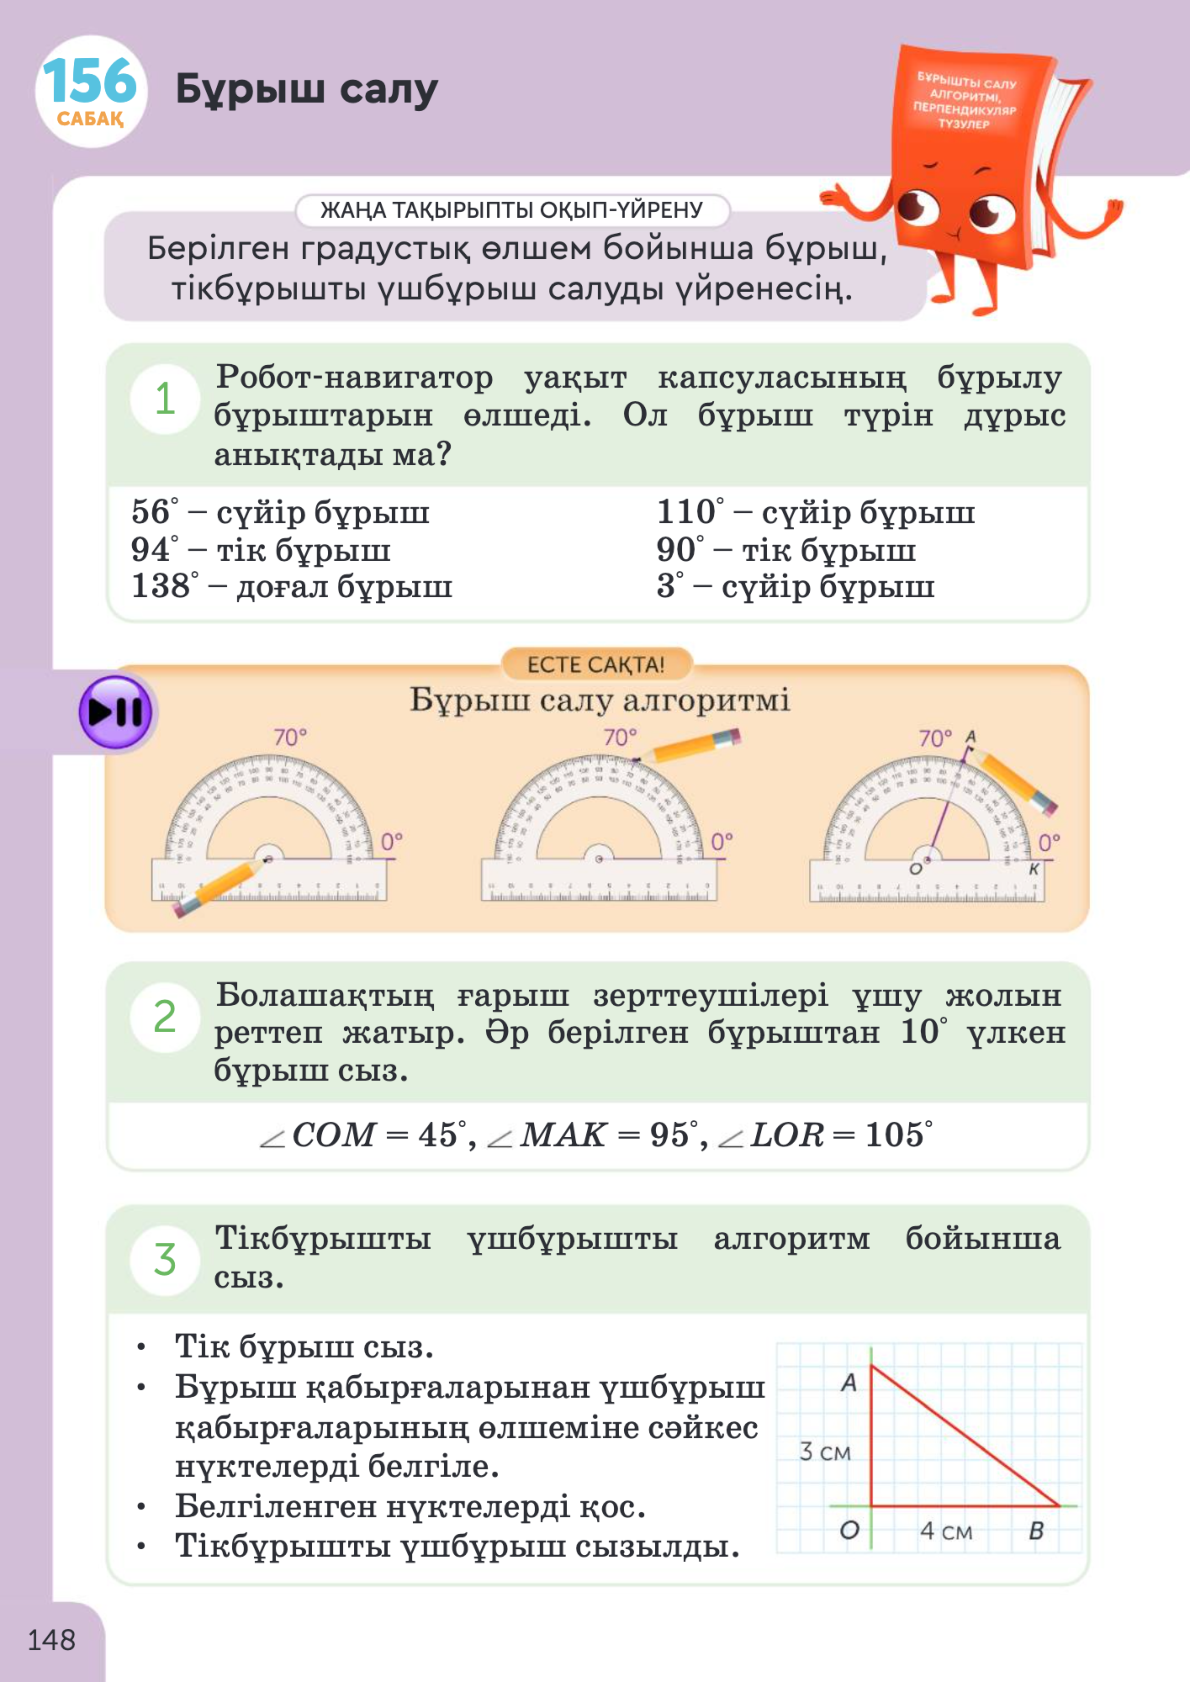 156
САБАҚ
Бұрыш салу
БҰРЫШТЫ САЛУ
АЛГОРИТМІ,
ПЕРПЕНДИКУЛЯР
ТҮЗУЛЕР
ЖАҢА ТАҚЫРЫПТЫ ОҚЫП-ҮЙРЕНУ
Берілген градустық өлшем бойынша бұрыш,
тікбұрышты үшбұрыш салуды үйренесің.
1
Робот-навигатор уақыт капсуласының бұрылу
бұрыштарын өлшеді. Ол бұрыш түрін дұрыс
анықтады ма?
56° – сүйір бұрыш
94° – тік бұрыш
138° – доғал бұрыш
110° – сүйір бұрыш
90° – тік бұрыш
3° – сүйір бұрыш
ЕСТЕ САҚТА!
Бұрыш салу алгоритмі
70°
0°
70°
0°
70°
A
0°
O
K
2
Болашақтың ғарыш зерттеушілері ұшу жолын
реттеп жатыр. Әр берілген бұрыштан 10° үлкен
бұрыш сыз.
∠COM = 45°, ∠MAK = 95°, ∠LOR = 105°
3
Тікбұрышты үшбұрышты алгоритм бойынша
сыз.
• Тік бұрыш сыз.
• Бұрыш қабырғаларынан үшбұрыш
қабырғаларының өлшеміне сәйкес
нүктелерді белгіле.
• Белгіленген нүктелерді қос.
• Тікбұрышты үшбұрыш сызылды.
A
3 см
O
4 см
B
148